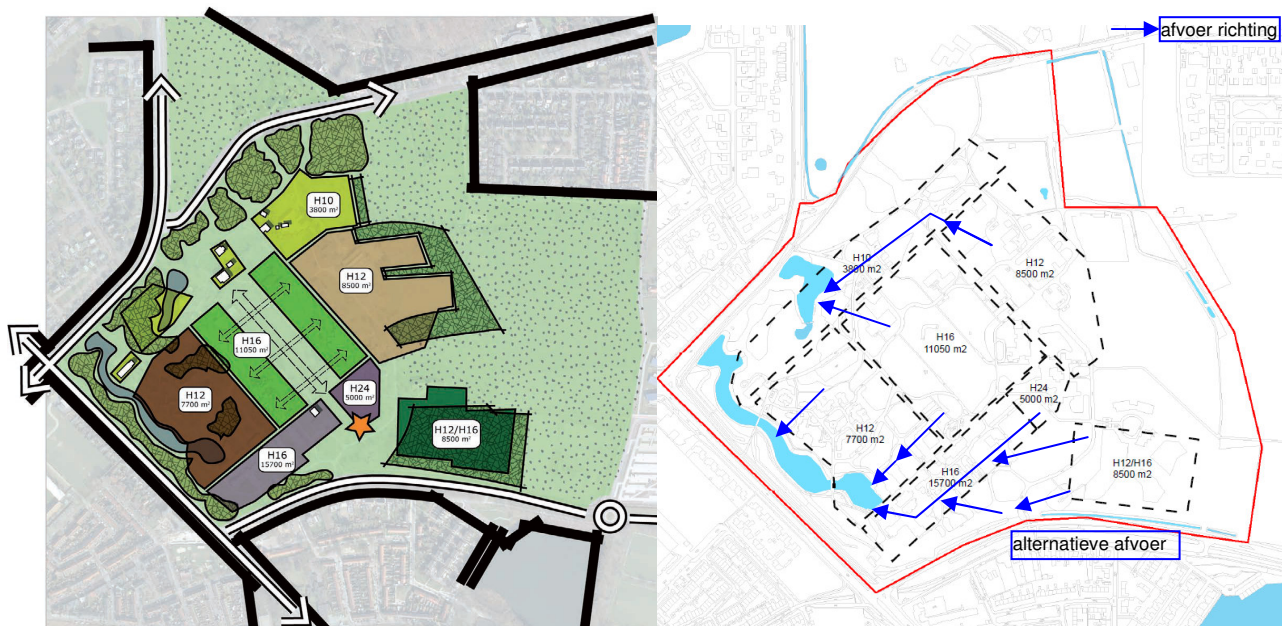 H10
3800 m²
H12
8500 m²
H16
11050 m²
H24
5000 m²
H12
7700 m²
H12/H16
8500 m²
H16
15700 m²
afvoer richting
H10
3800 m2
H12
8500 m2
H16
11050 m2
H24
5000 m2
H12
7700 m2
H12/H16
8500 m2
H16
15700 m2
alternatieve afvoer